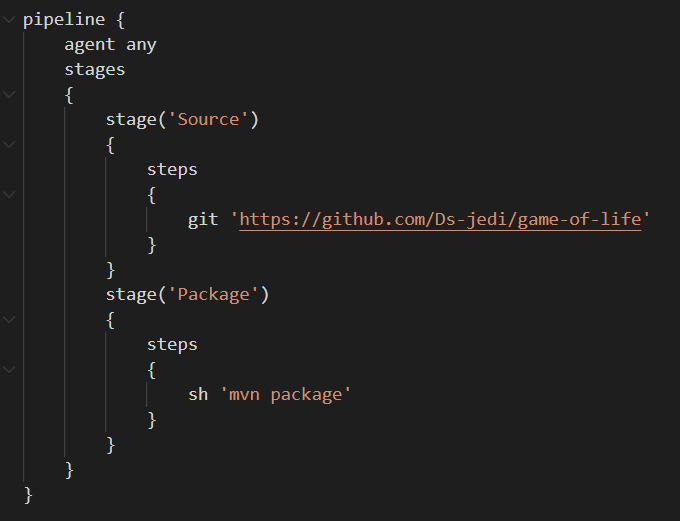 pipeline {
    agent any
    stages
    {
        stage('Source')
        {
            steps
            {
                git 'https://github.com/Ds-jedi/game-of-life'
            }
        }
        stage('Package')
        {
            steps
            {
                sh 'mvn package'
            }
        }
    }
}